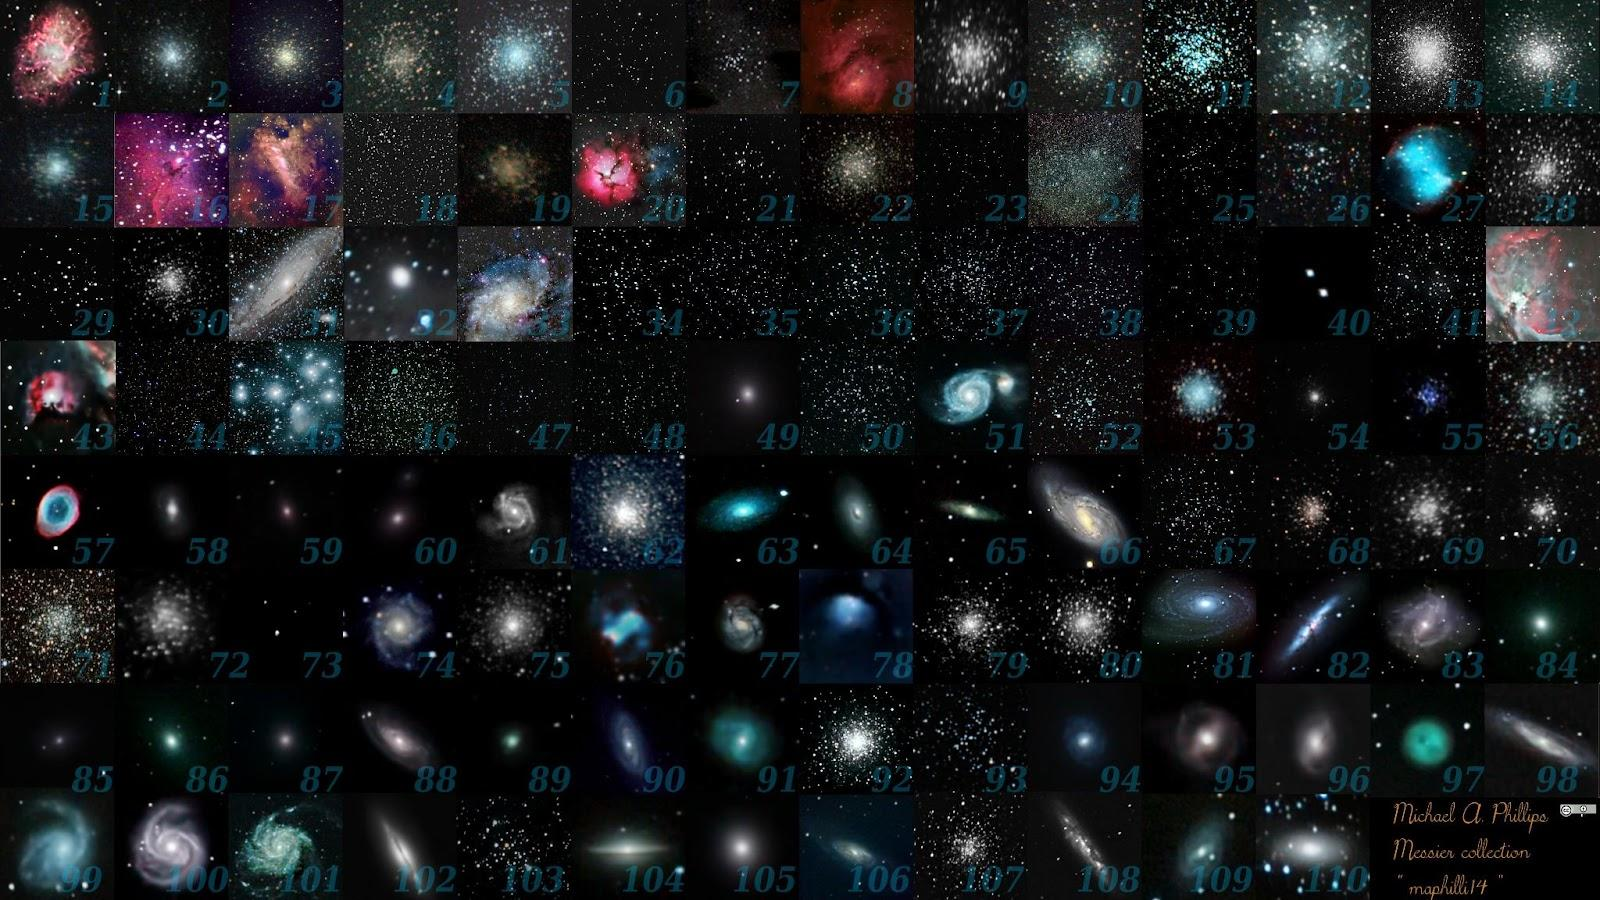 1 2 3 4 5 6 7 8 9 10 11 12 13 14
15 16 17 18 19 20 21 22 23 24 25 26 27 28
29 30 31 32 33 34 35 36 37 38 39 40 41 42
43 44 45 46 47 48 49 50 51 52 53 54 55 56
57 58 59 60 61 62 63 64 65 66 67 68 69 70
71 72 73 74 75 76 77 78 79 80 81 82 83 84
85 86 87 88 89 90 91 92 93 94 95 96 97 98
99 100 101 102 103 104 105 106 107 108 109 110
Michael A. Phillips
Messier collection
" maphilli14 "